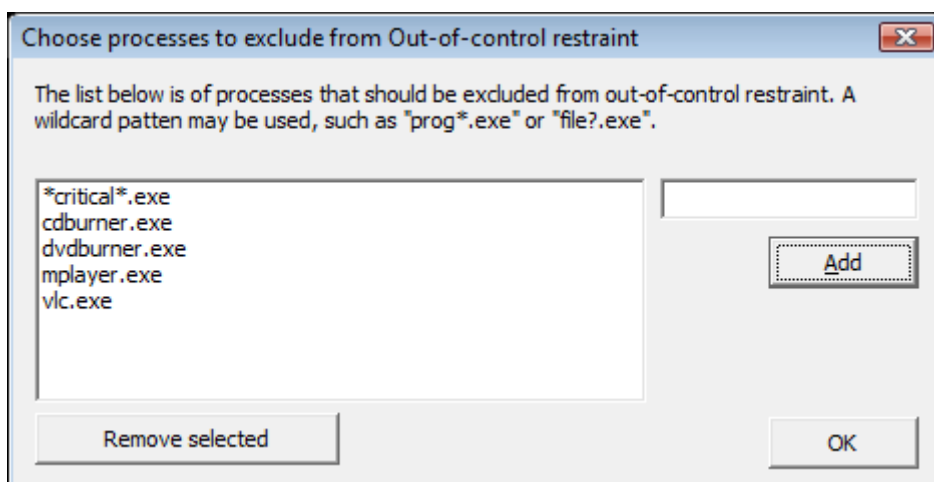 Choose processes to exclude from Out-of-control restraint
The list below is of processes that should be excluded from out-of-control restraint. A
wildcard patten may be used, such as "prog*.exe" or "file?.exe".
*critical*.exe
cdburner.exe
dvdburner.exe
mplayer.exe
vlc.exe
Add
Remove selected
OK